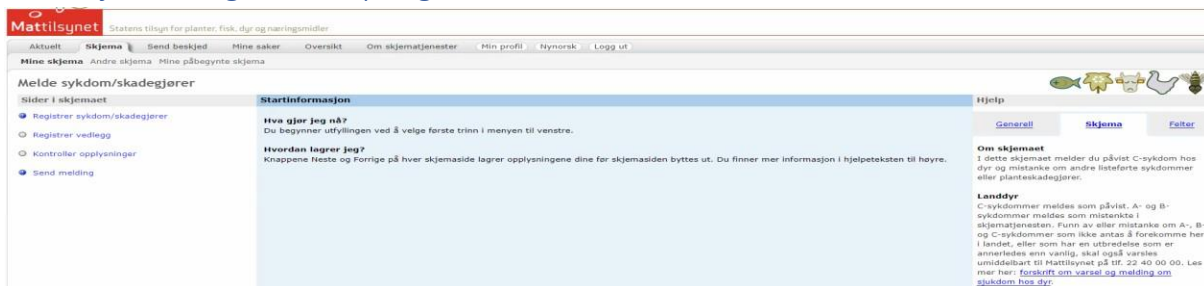 Mattilsynet Statens tilsyn for planter, fisk, dyr og næringsmidler
Aktuelt Skjema Send beskjed Mine saker Oversikt Om skjematjenester Min profil Nynorsk Logg ut
Mine skjema Andre skjema Mine påbegynte skjema
Melde sykdom/skadegjører
Sider i skjemaet
Registrer sykdom/skadegjører
Registrer vedlegg
Kontroller opplysninger
Send melding
Startinformasjon
Hva gjør jeg nå?
Du begynner utfyllingen ved å velge første trinn i menyen til venstre.
Hvordan lagrer jeg?
Knappene Neste og Forrige på hver skjemaside lagrer opplysningene dine før skjemasiden byttes ut. Du finner mer informasjon i hjelpeteksten til høyre.
Hjelp
Generell Skjema Felter
Om skjemaet
I dette skjemaet melder du påvist C-sykdom hos
dyr og mistanke om andre listeførte sykdommer
eller planteskadegjører.
Landdyr
C-sykdommer meldes som påvist. A- og B-
sykdommer meldes som mistenkte i
skjematjenesten. Funn av eller mistanke om A-, B-
og C-sykdommer som ikke antas å forekomme her
i landet, eller som har en utbredelse som er
annerledes enn vanlig, skal også varsles
umiddelbart til Mattilsynet på tlf. 22 40 00 00. Les
mer her: forskrift om varsel og melding om
sjukdom hos dyr.